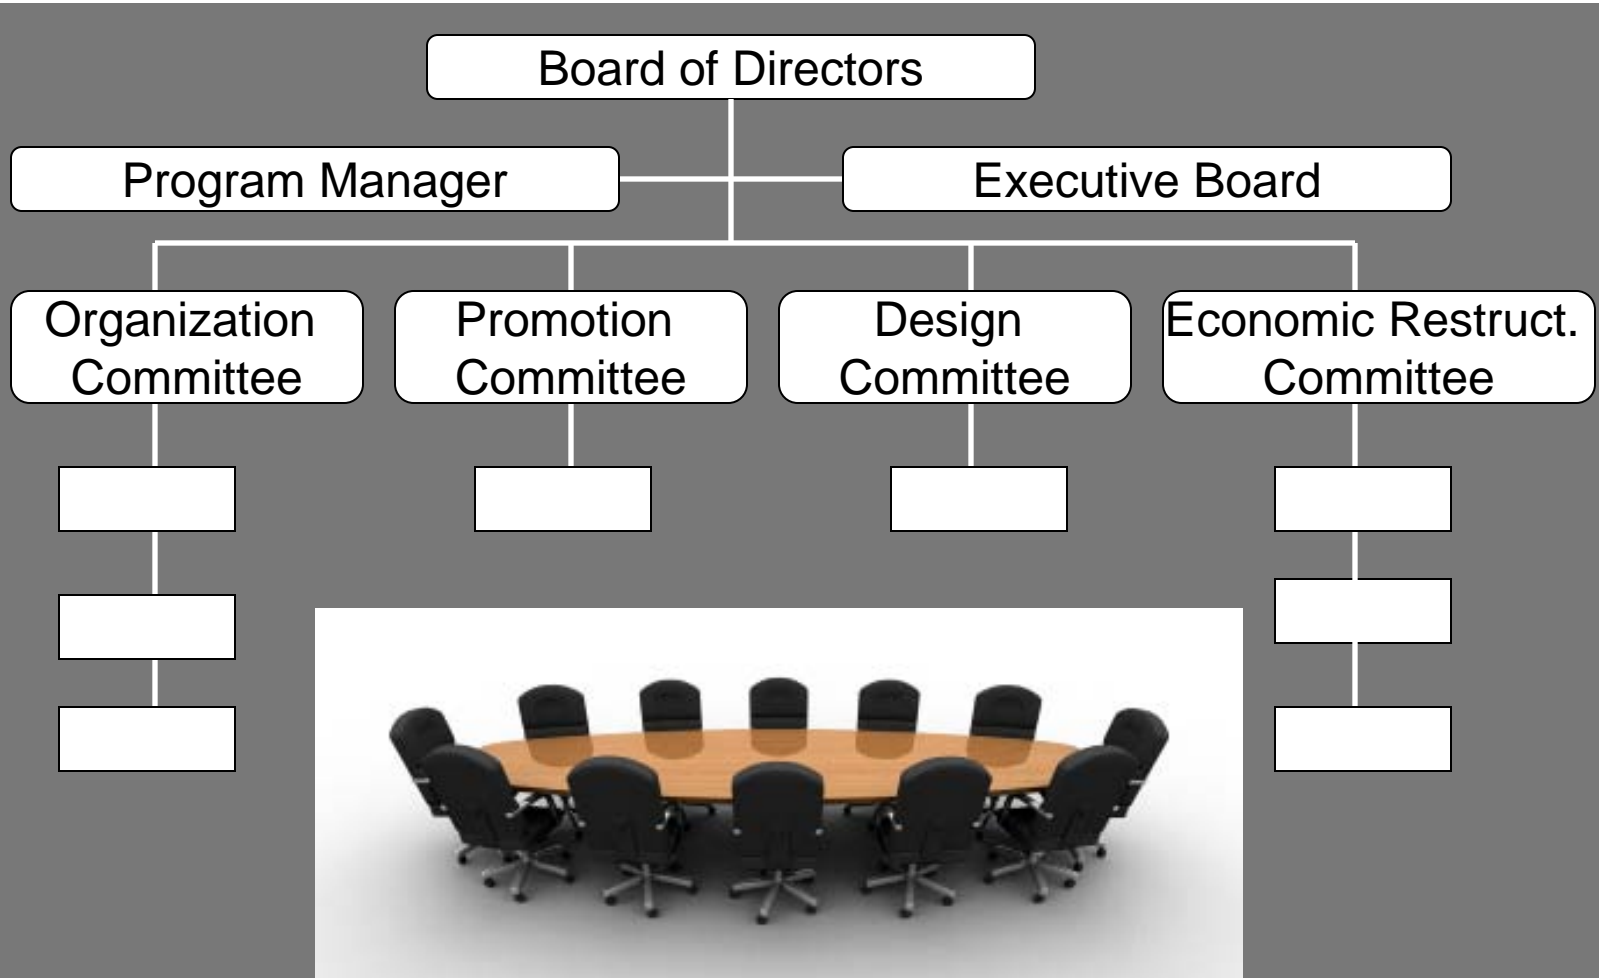 Board of Directors
Program Manager
Executive Board
Organization
Committee
Promotion
Committee
Design
Committee
Economic Restruct.
Committee